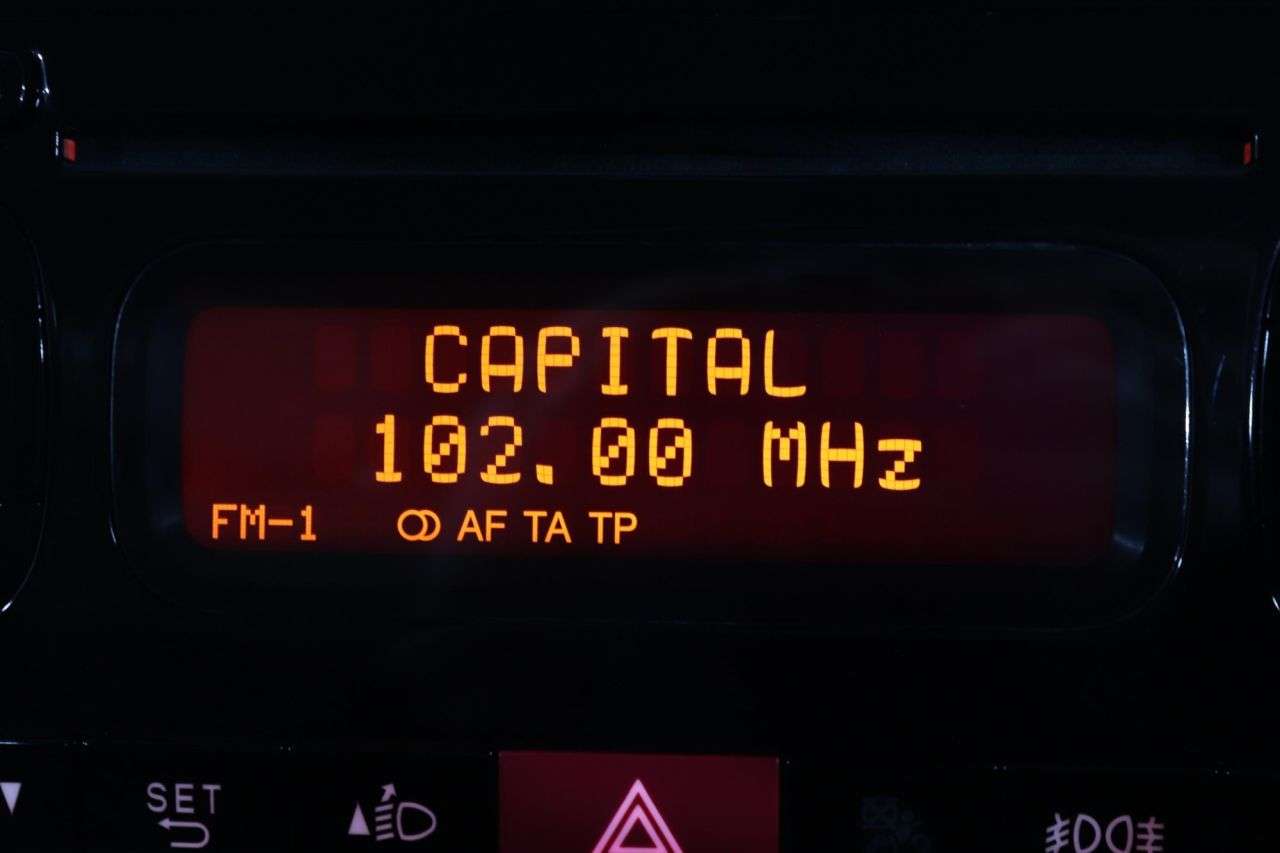 CAPITAL
102.00 MHz
FM-1 AF TA TP
SET